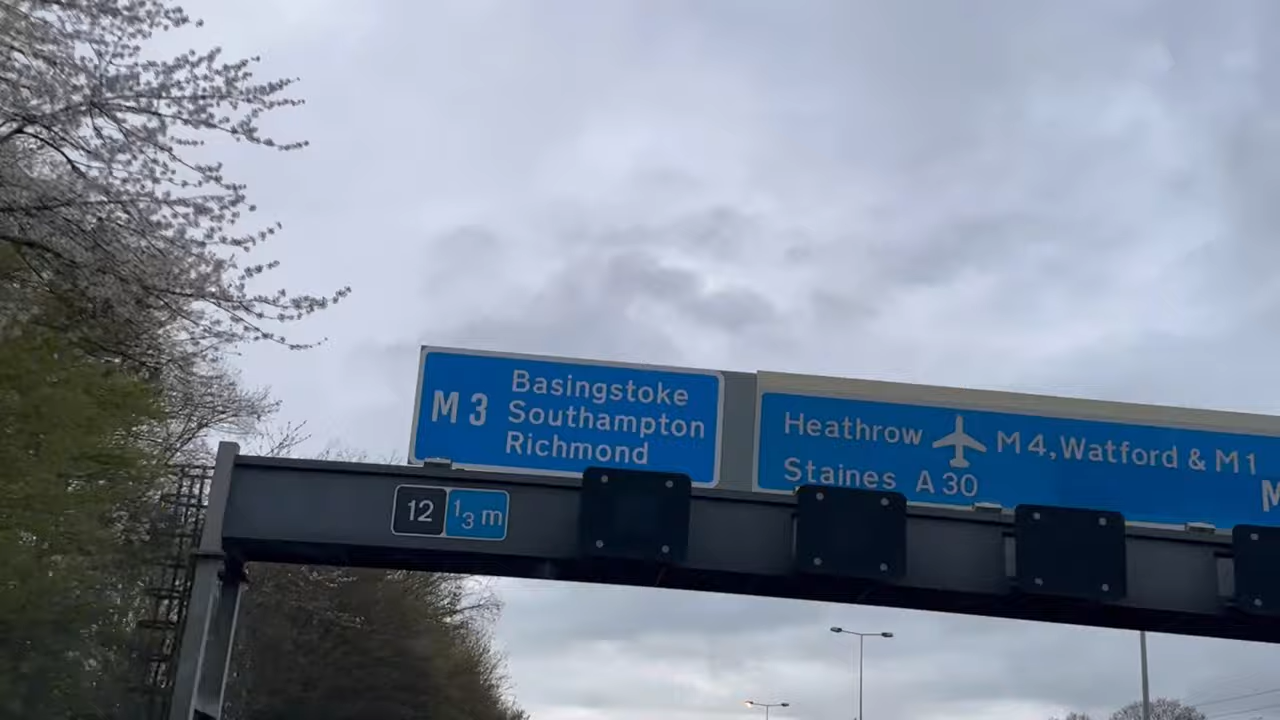 M3
Basingstoke
Southampton
Richmond
Heathrow M4, Watford & M1
Staines A30
12 1/3 m